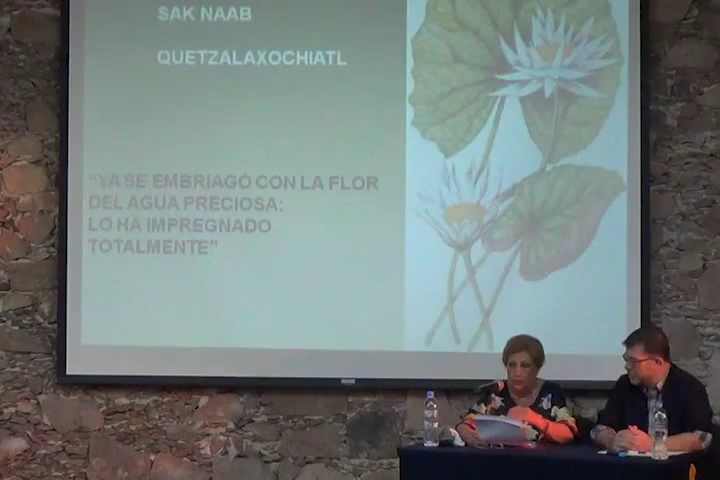 SAK NAAB
QUETZALAXOCHIATL
"YA SE EMBRIAGÓ CON LA FLOR
DEL AGUA PRECIOSA:
LO HA IMPREGNADO
TOTALMENTE"